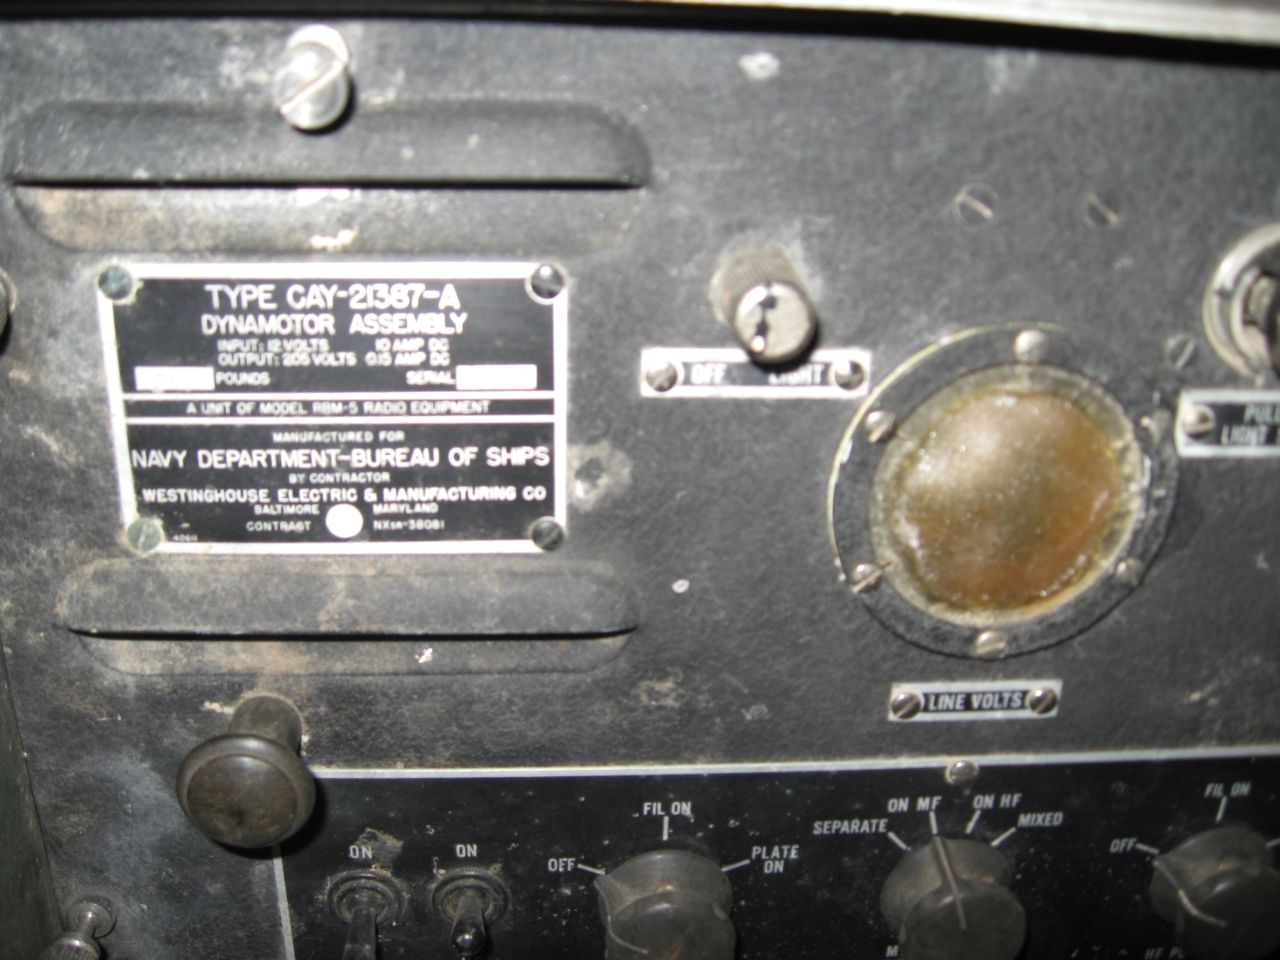 TYPE CAY-21387-A
DYNAMOTOR ASSEMBLY
INPUT: 12 VOLTS 10 AMP DC
OUTPUT: 205 VOLTS 0.15 AMP DC
POUNDS SERIAL
A UNIT OF MODEL RBM-5 RADIO EQUIPMENT
MANUFACTURED FOR
NAVY DEPARTMENT-BUREAU OF SHIPS
BY CONTRACTOR
WESTINGHOUSE ELECTRIC & MANUFACTURING CO
BALTIMORE MARYLAND
CONTRACT NXsr-38081
OFF LIGHT
PULL
LIGHT
LINE VOLTS
ON
ON
OFF
FIL ON
PLATE
ON
SEPARATE
ON MF
ON HF
MIXED
OFF
FIL ON